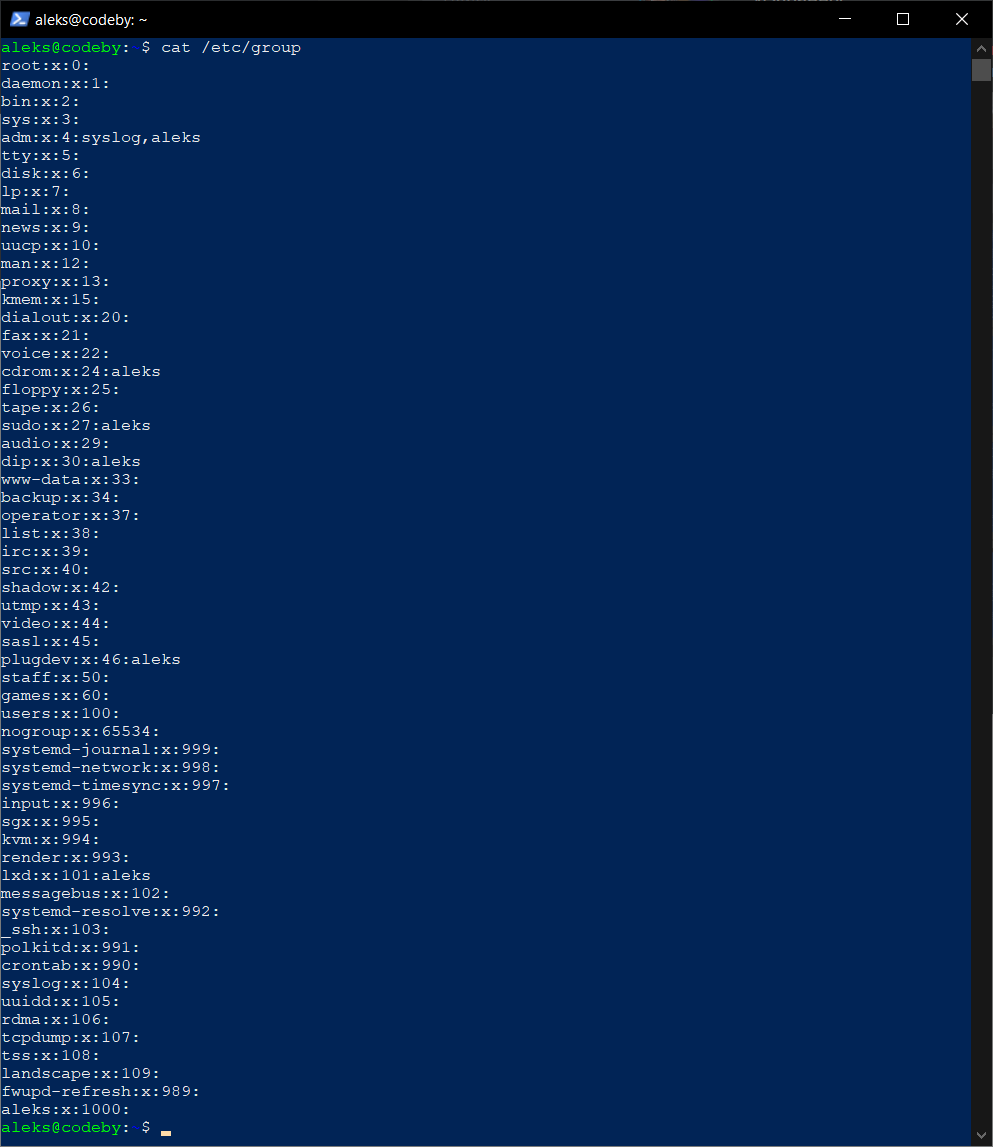 aleks@codeby: ~
aleks@codeby:~$ cat /etc/group
root:x:0:
daemon:x:1:
bin:x:2:
sys:x:3:
adm:x:4:syslog,aleks
tty:x:5:
disk:x:6:
lp:x:7:
mail:x:8:
news:x:9:
uucp:x:10:
man:x:12:
proxy:x:13:
kmem:x:15:
dialout:x:20:
fax:x:21:
voice:x:22:
cdrom:x:24:aleks
floppy:x:25:
tape:x:26:
sudo:x:27:aleks
audio:x:29:
dip:x:30:aleks
www-data:x:33:
backup:x:34:
operator:x:37:
list:x:38:
irc:x:39:
src:x:40:
shadow:x:42:
utmp:x:43:
video:x:44:
sasl:x:45:
plugdev:x:46:aleks
staff:x:50:
games:x:60:
users:x:100:
nogroup:x:65534:
systemd-journal:x:999:
systemd-network:x:998:
systemd-timesync:x:997:
input:x:996:
sgx:x:995:
kvm:x:994:
render:x:993:
lxd:x:101:aleks
messagebus:x:102:
systemd-resolve:x:992:
_ssh:x:103:
polkitd:x:991:
crontab:x:990:
syslog:x:104:
uuidd:x:105:
rdma:x:106:
tcpdump:x:107:
tss:x:108:
landscape:x:109:
fwupd-refresh:x:989:
aleks:x:1000:
aleks@codeby:~$